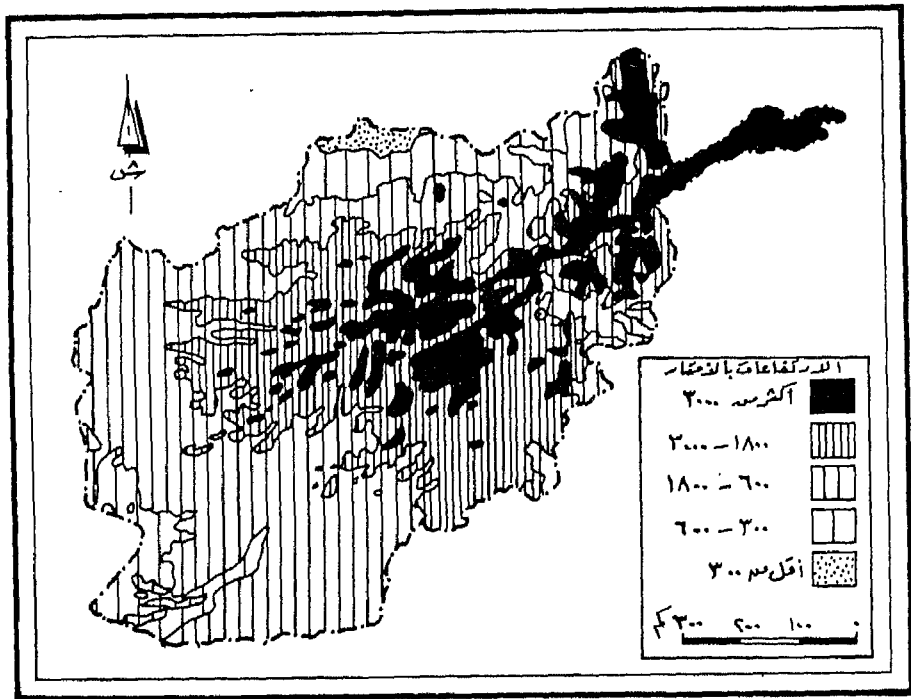 ش
الارتفاعات بالأمتار
أكثر من ٣٠٠٠
١٨٠٠ – ٣٠٠٠
٦٠٠ – ١٨٠٠
٣٠٠ – ٦٠٠
أقل من ٣٠٠
٠ ١٠٠ ٢٠٠ ٣٠٠ كم